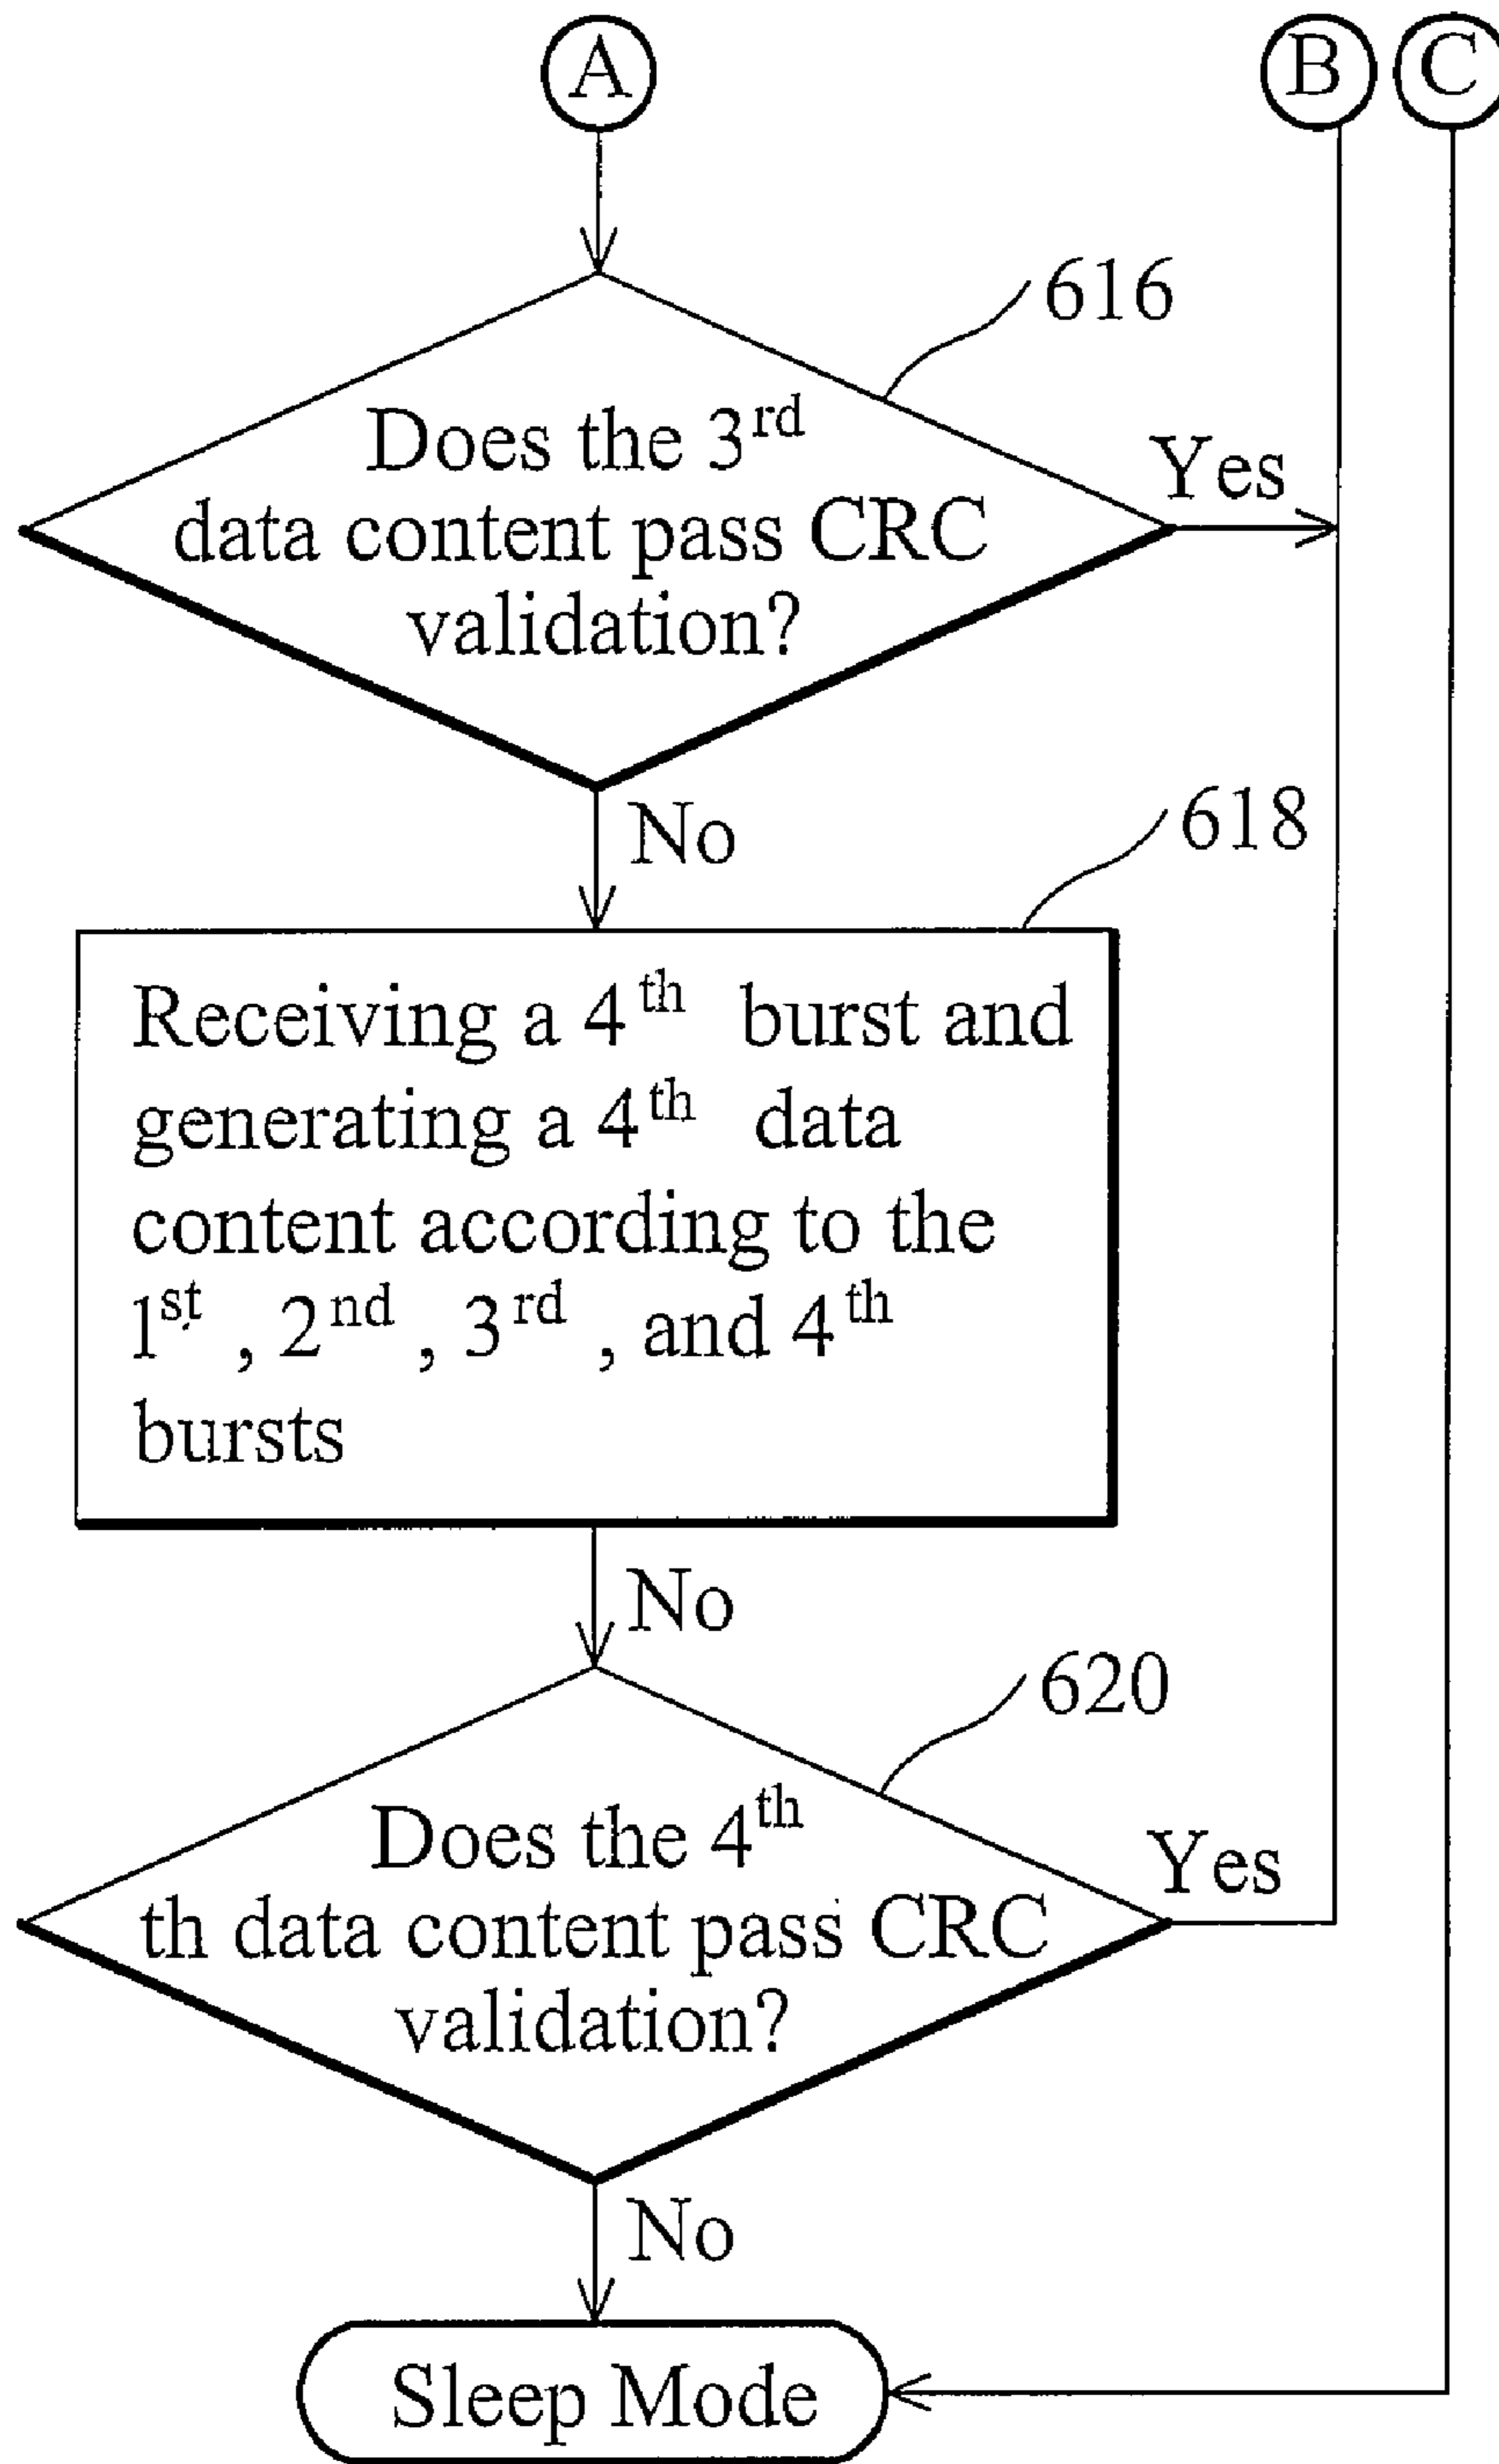 A
B
C
616
Does the 3rd
data content pass CRC
validation?
Yes
No
618
Receiving a 4th burst and
generating a 4th data
content according to the
1st , 2nd , 3rd , and 4th
bursts
No
620
Does the 4th
th data content pass CRC
validation?
Yes
No
Sleep Mode